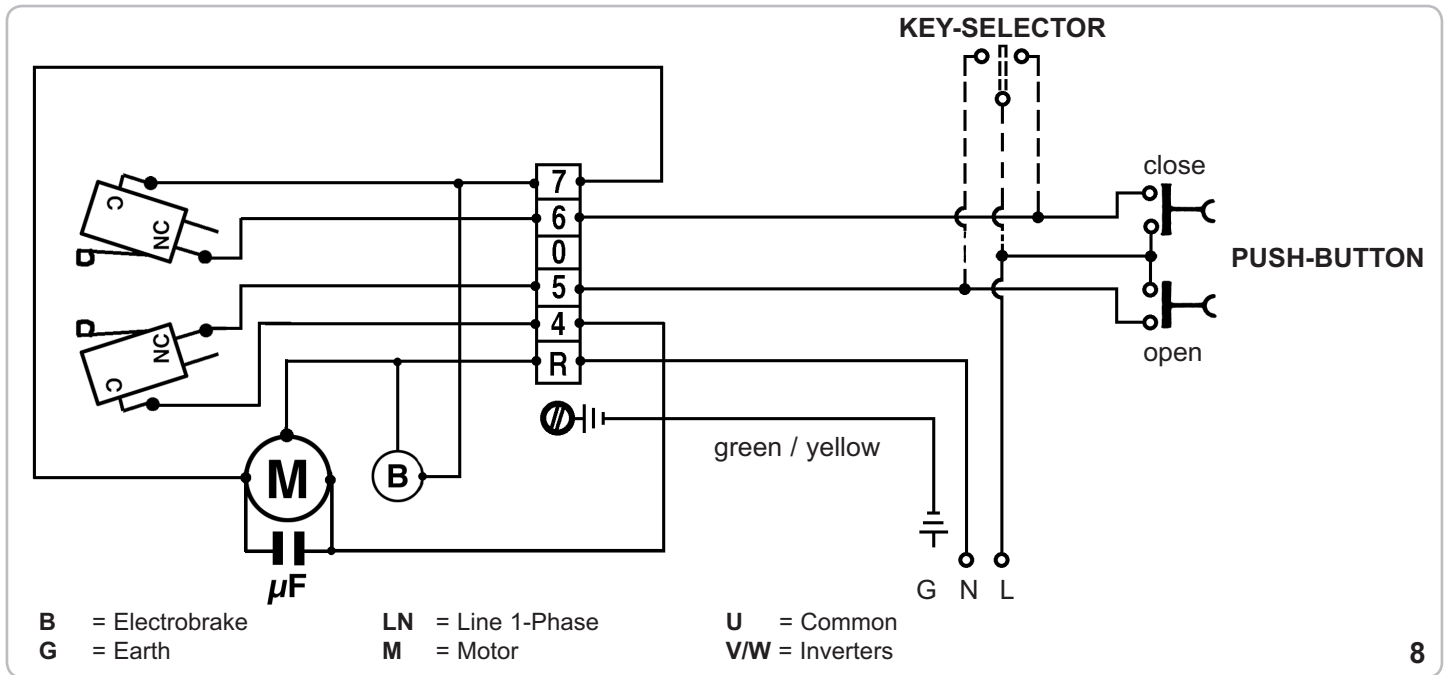 KEY-SELECTOR
close
7
C
6
NC
0
PUSH-BUTTON
5
NC
4
open
C
R
green / yellow
M
B
µF
G N L
B = Electrobrake LN = Line 1-Phase U = Common
G = Earth M = Motor V/W = Inverters
8